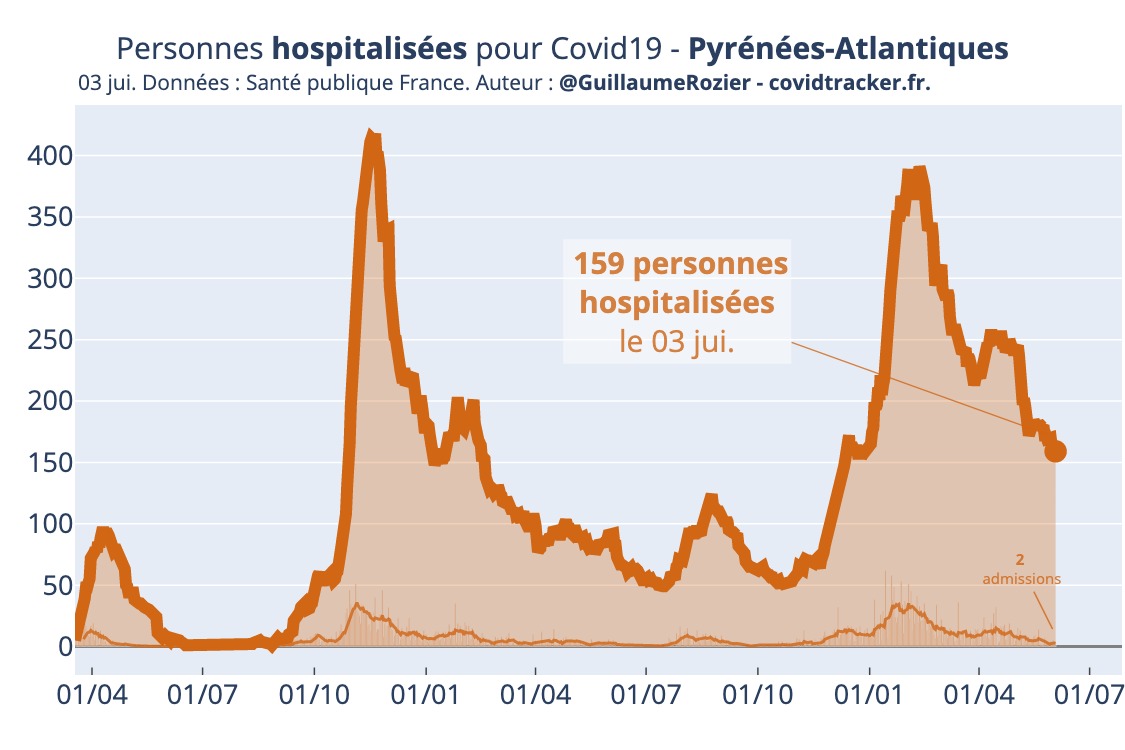 Personnes hospitalisées pour Covid19 - Pyrénées-Atlantiques
03 jui. Données : Santé publique France. Auteur : @GuillaumeRozier - covidtracker.fr.
400
350
300
250
200
150
100
50
0
159 personnes
hospitalisées
le 03 jui.
2
admissions
01/04 01/07 01/10 01/01 01/04 01/07 01/10 01/01 01/04 01/07